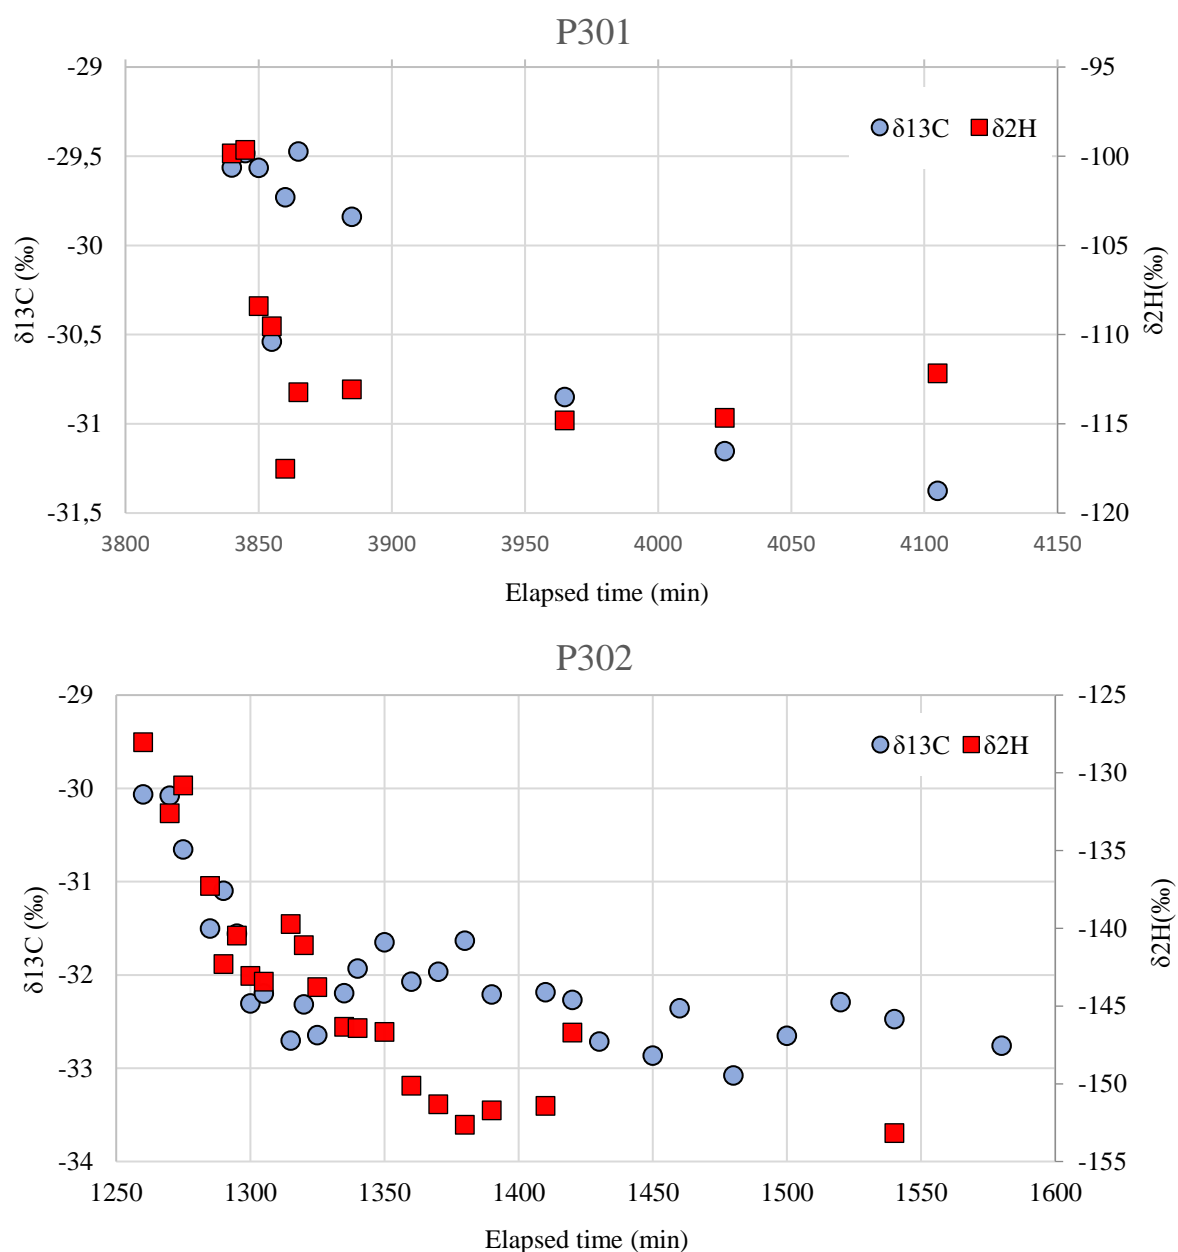 P301
-29
-95
δ13C
δ2H
-29,5
-100
-30
-105
δ13C (‰)
δ2H(‰)
-30,5
-110
-31
-115
-31,5
-120
3800 3850 3900 3950 4000 4050 4100 4150
Elapsed time (min)
P302
-29
-125
δ13C
δ2H
-30
-130
-135
-31
δ13C (‰)
δ2H(‰)
-140
-32
-145
-33
-150
-34
-155
1250 1300 1350 1400 1450 1500 1550 1600
Elapsed time (min)